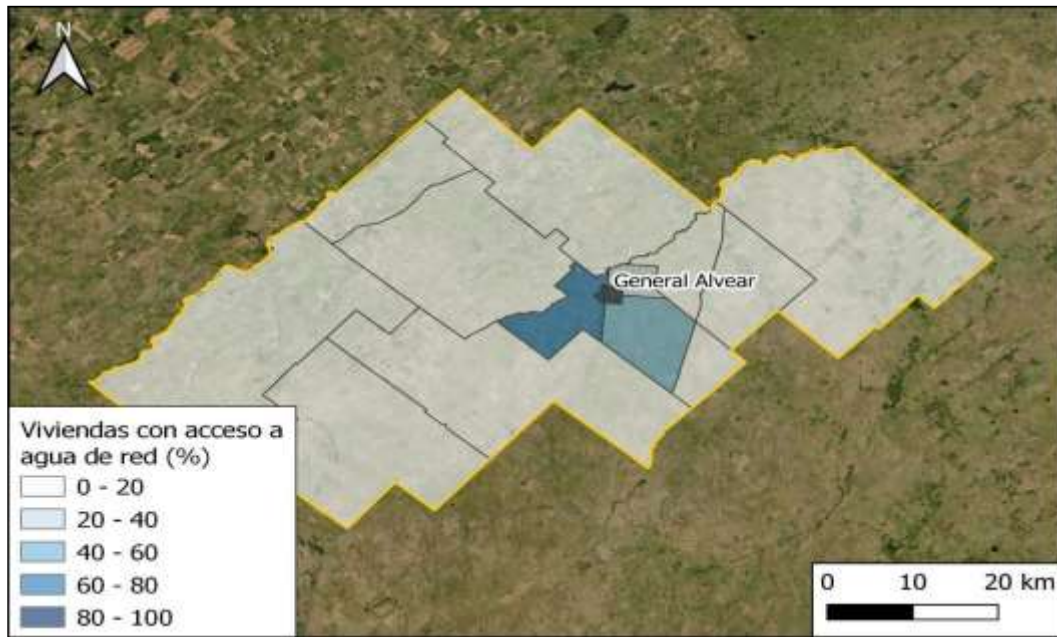 N
General Alvear
Viviendas con acceso a
agua de red (%)
0 - 20
20 - 40
40 - 60
60 - 80
80 - 100
0 10 20 km